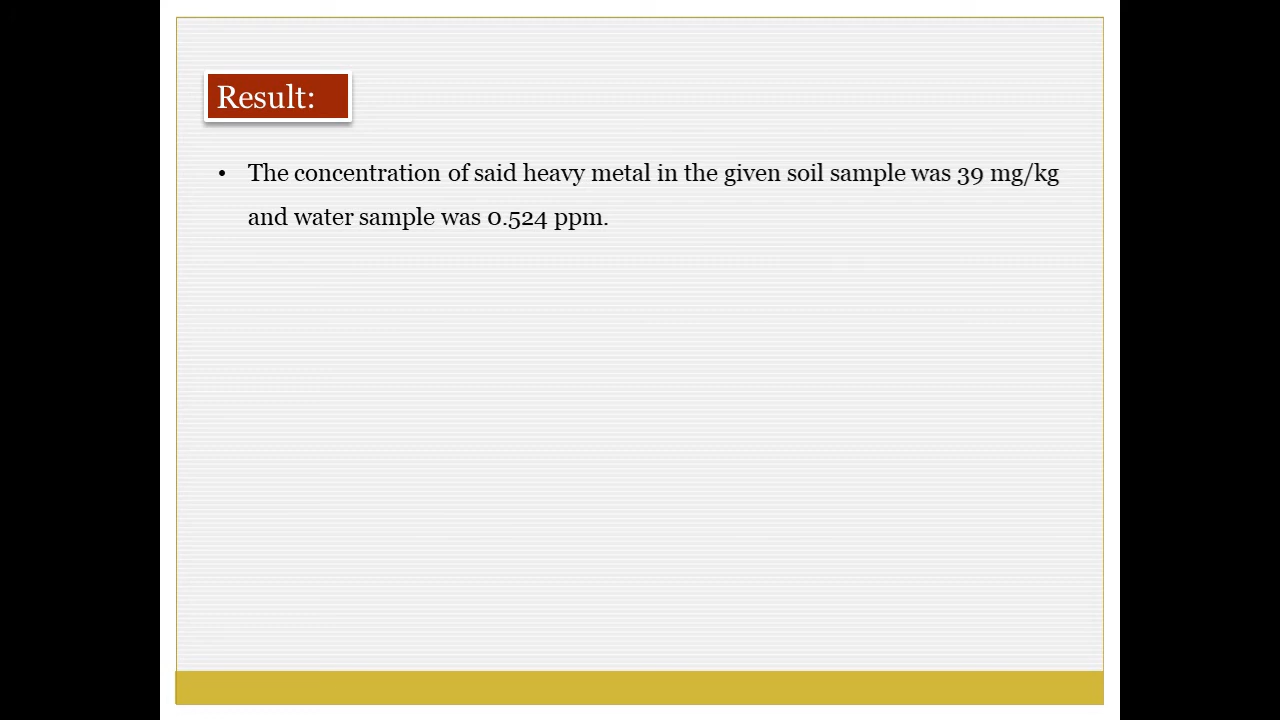 Result:
• The concentration of said heavy metal in the given soil sample was 39 mg/kg
and water sample was 0.524 ppm.